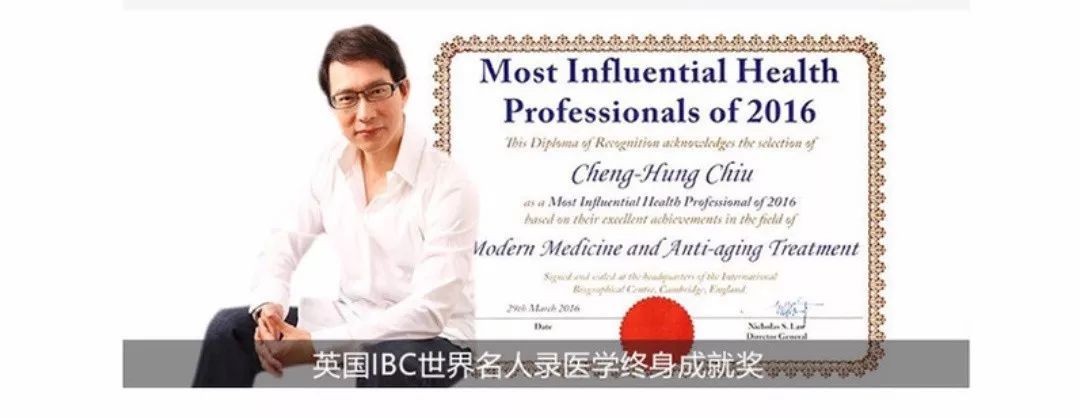 Most Influential Health
Professionals of 2016
This Diploma of Recognition acknowledges the selection of
Cheng-Hung Chiu
as a Most Influential Health Professional of 2016
based on their excellent achievements in the field of
Modern Medicine and Anti-aging Treatment
Signed and sealed at the headquarters of the International
Biographical Centre, Cambridge, England
29th March 2016
Date
Nicholas S. Law
Director General
英国IBC世界名人录医学终身成就奖